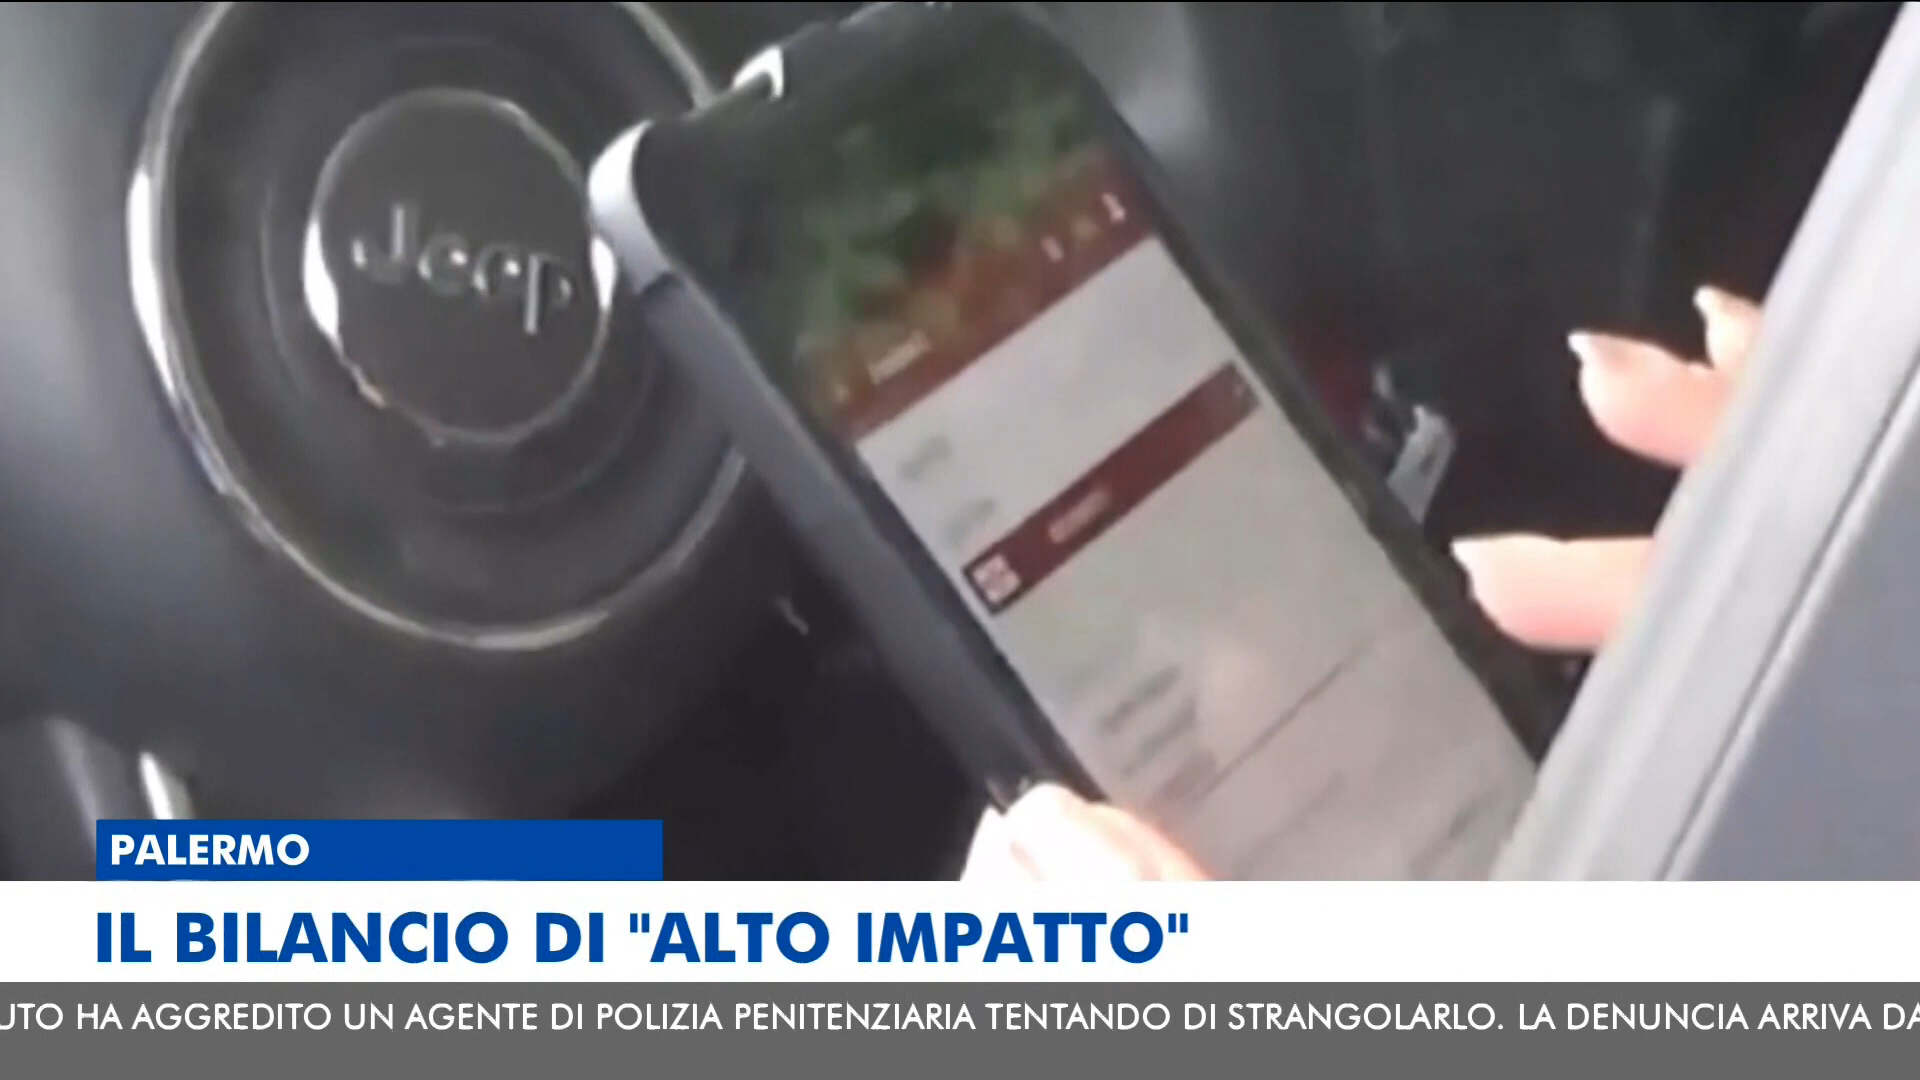 Jeep
PALERMO
IL BILANCIO DI "ALTO IMPATTO"
UTO HA AGGREDITO UN AGENTE DI POLIZIA PENITENZIARIA TENTANDO DI STRANGOLARLO. LA DENUNCIA ARRIVA DA